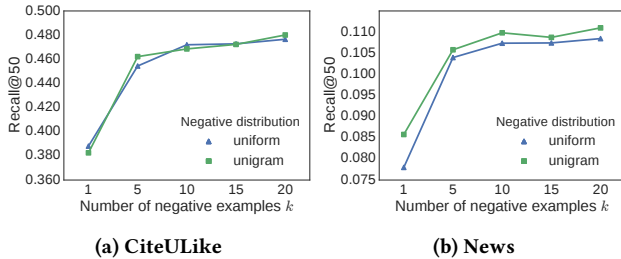 0.500
0.480
0.460
0.440
0.420
0.400
0.380
0.360
Recall@50
Negative distribution
uniform
unigram
1 5 10 15 20
Number of negative examples k
(a) CiteULike
0.110
0.105
0.100
0.095
0.090
0.085
0.080
0.075
Recall@50
Negative distribution
uniform
unigram
1 5 10 15 20
Number of negative examples k
(b) News